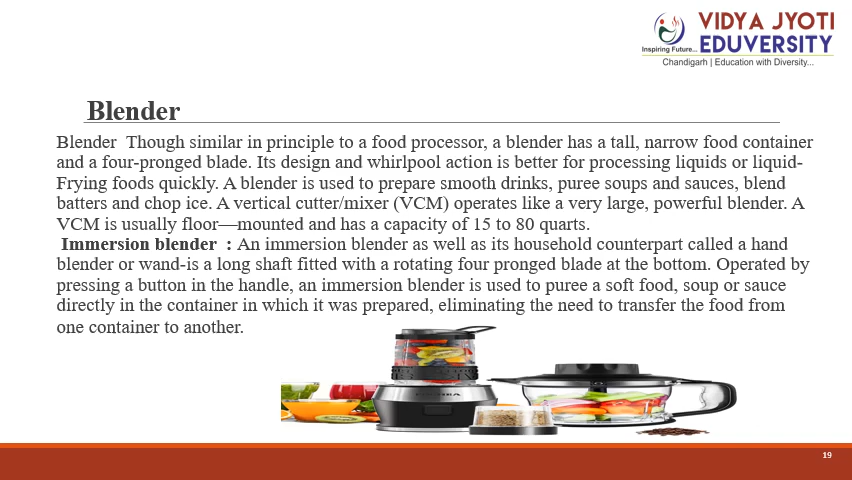 VIDYA JYOTI
EDUVERSITY
Inspiring Future...
Chandigarh | Education with Diversity...
Blender
Blender  Though similar in principle to a food processor, a blender has a tall, narrow food container
and a four-pronged blade. Its design and whirlpool action is better for processing liquids or liquid-
Frying foods quickly. A blender is used to prepare smooth drinks, puree soups and sauces, blend
batters and chop ice. A vertical cutter/mixer (VCM) operates like a very large, powerful blender. A
VCM is usually floor—mounted and has a capacity of 15 to 80 quarts.
Immersion blender  : An immersion blender as well as its household counterpart called a hand
blender or wand-is a long shaft fitted with a rotating four pronged blade at the bottom. Operated by
pressing a button in the handle, an immersion blender is used to puree a soft food, soup or sauce
directly in the container in which it was prepared, eliminating the need to transfer the food from
one container to another.
19